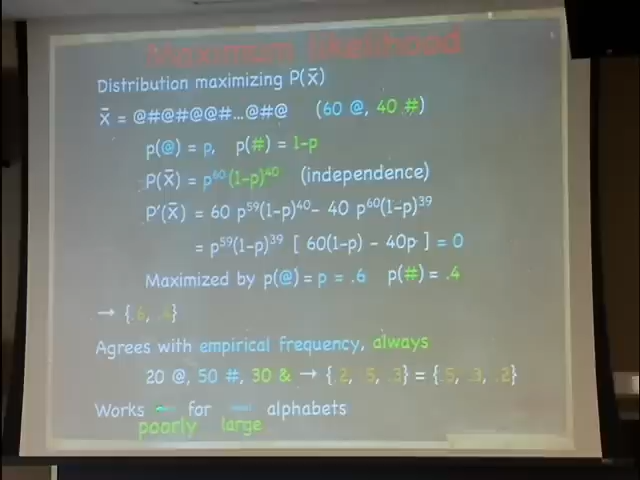 Maximum likelihood
Distribution maximizing P(x̄)
x̄ = @#@#@@#...@##@ (60 @, 40 #)
p(@) = p, p(#) = 1-p
P(x̄) = p⁶⁰(1-p)⁴⁰ (independence)
P'(x̄) = 60 p⁵⁹(1-p)⁴⁰ - 40 p⁶⁰(1-p)³⁹
= p⁵⁹(1-p)³⁹ [ 60(1-p) - 40p ] = 0
Maximized by p(@) = p = .6 p(#) = .4
→ {.6, .4}
Agrees with empirical frequency, always
20 @, 50 #, 30 & → {.2, .5, .3} = {.5, .3, .2}
Works for alphabets
poorly large